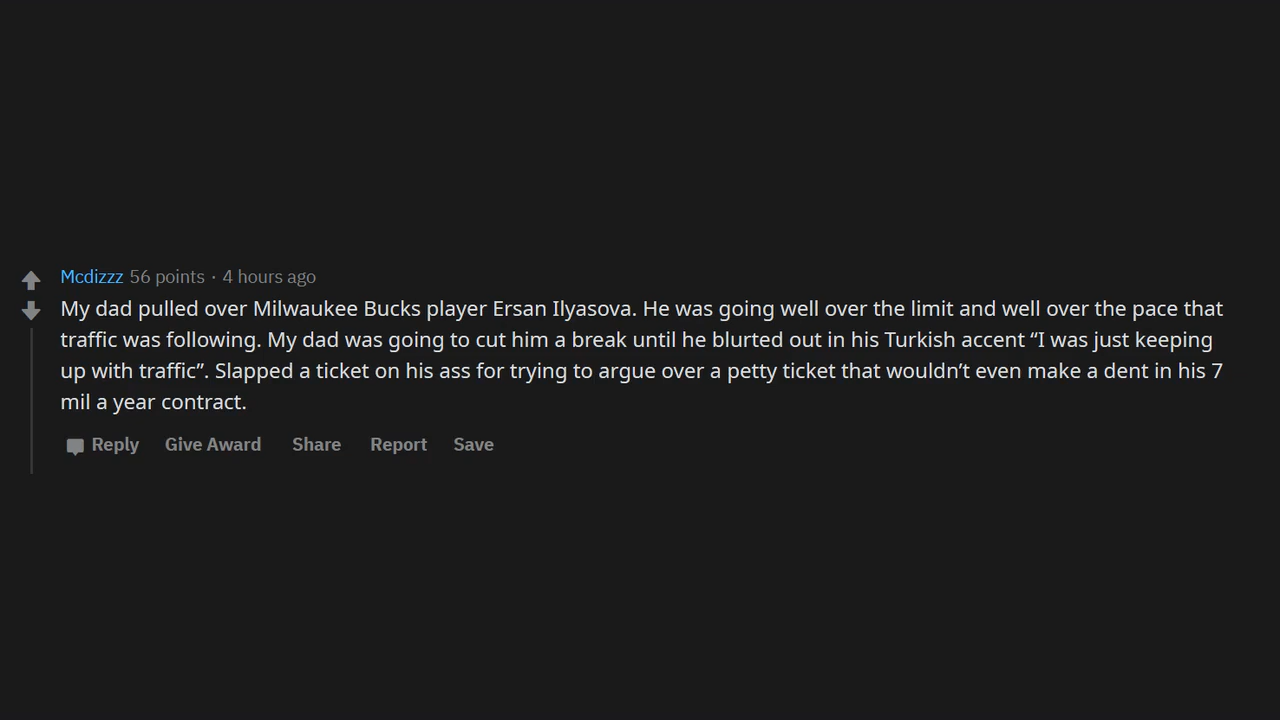 Mcdizzz 56 points · 4 hours ago
My dad pulled over Milwaukee Bucks player Ersan Ilyasova. He was going well over the limit and well over the pace that
traffic was following. My dad was going to cut him a break until he blurted out in his Turkish accent “I was just keeping
up with traffic”. Slapped a ticket on his ass for trying to argue over a petty ticket that wouldn’t even make a dent in his 7
mil a year contract.
Reply Give Award Share Report Save